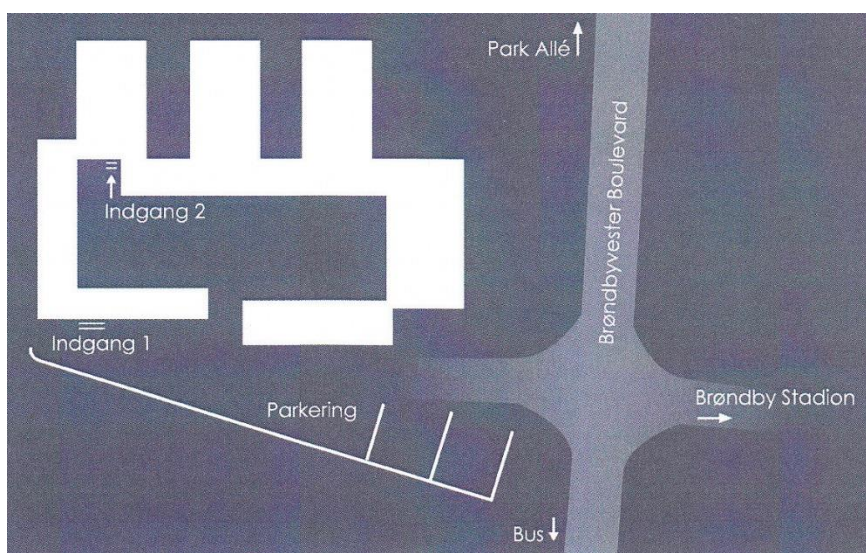 Park Allé
Brøndbyvester Boulevard
Indgang 2
Indgang 1
Parkering
Brøndby Stadion
Bus